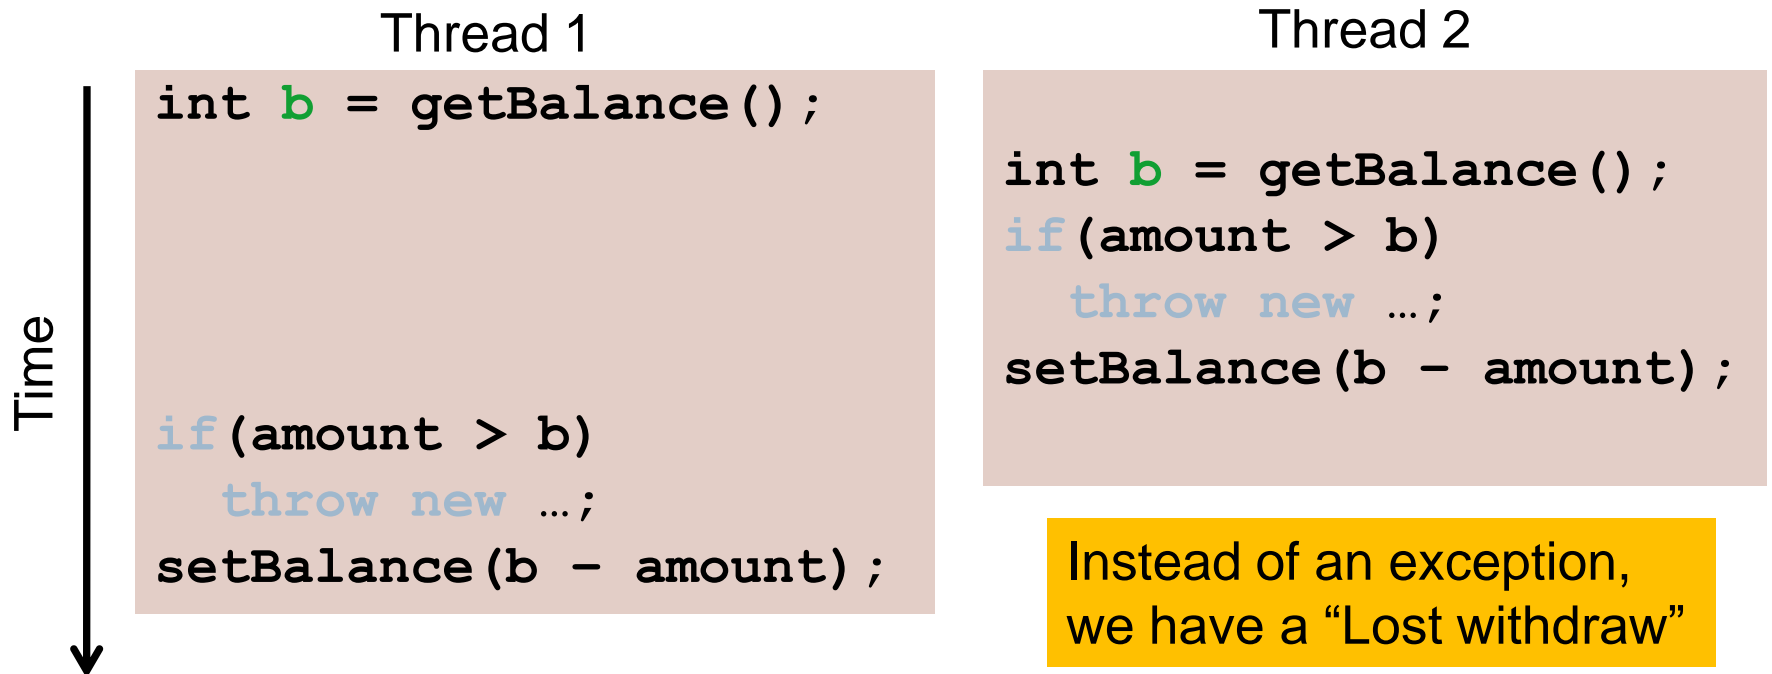 Thread 1
int b = getBalance();
if(amount > b)
throw new …;
setBalance(b – amount);
Thread 2
int b = getBalance();
if(amount > b)
throw new …;
setBalance(b – amount);
Time
Instead of an exception,
we have a “Lost withdraw”